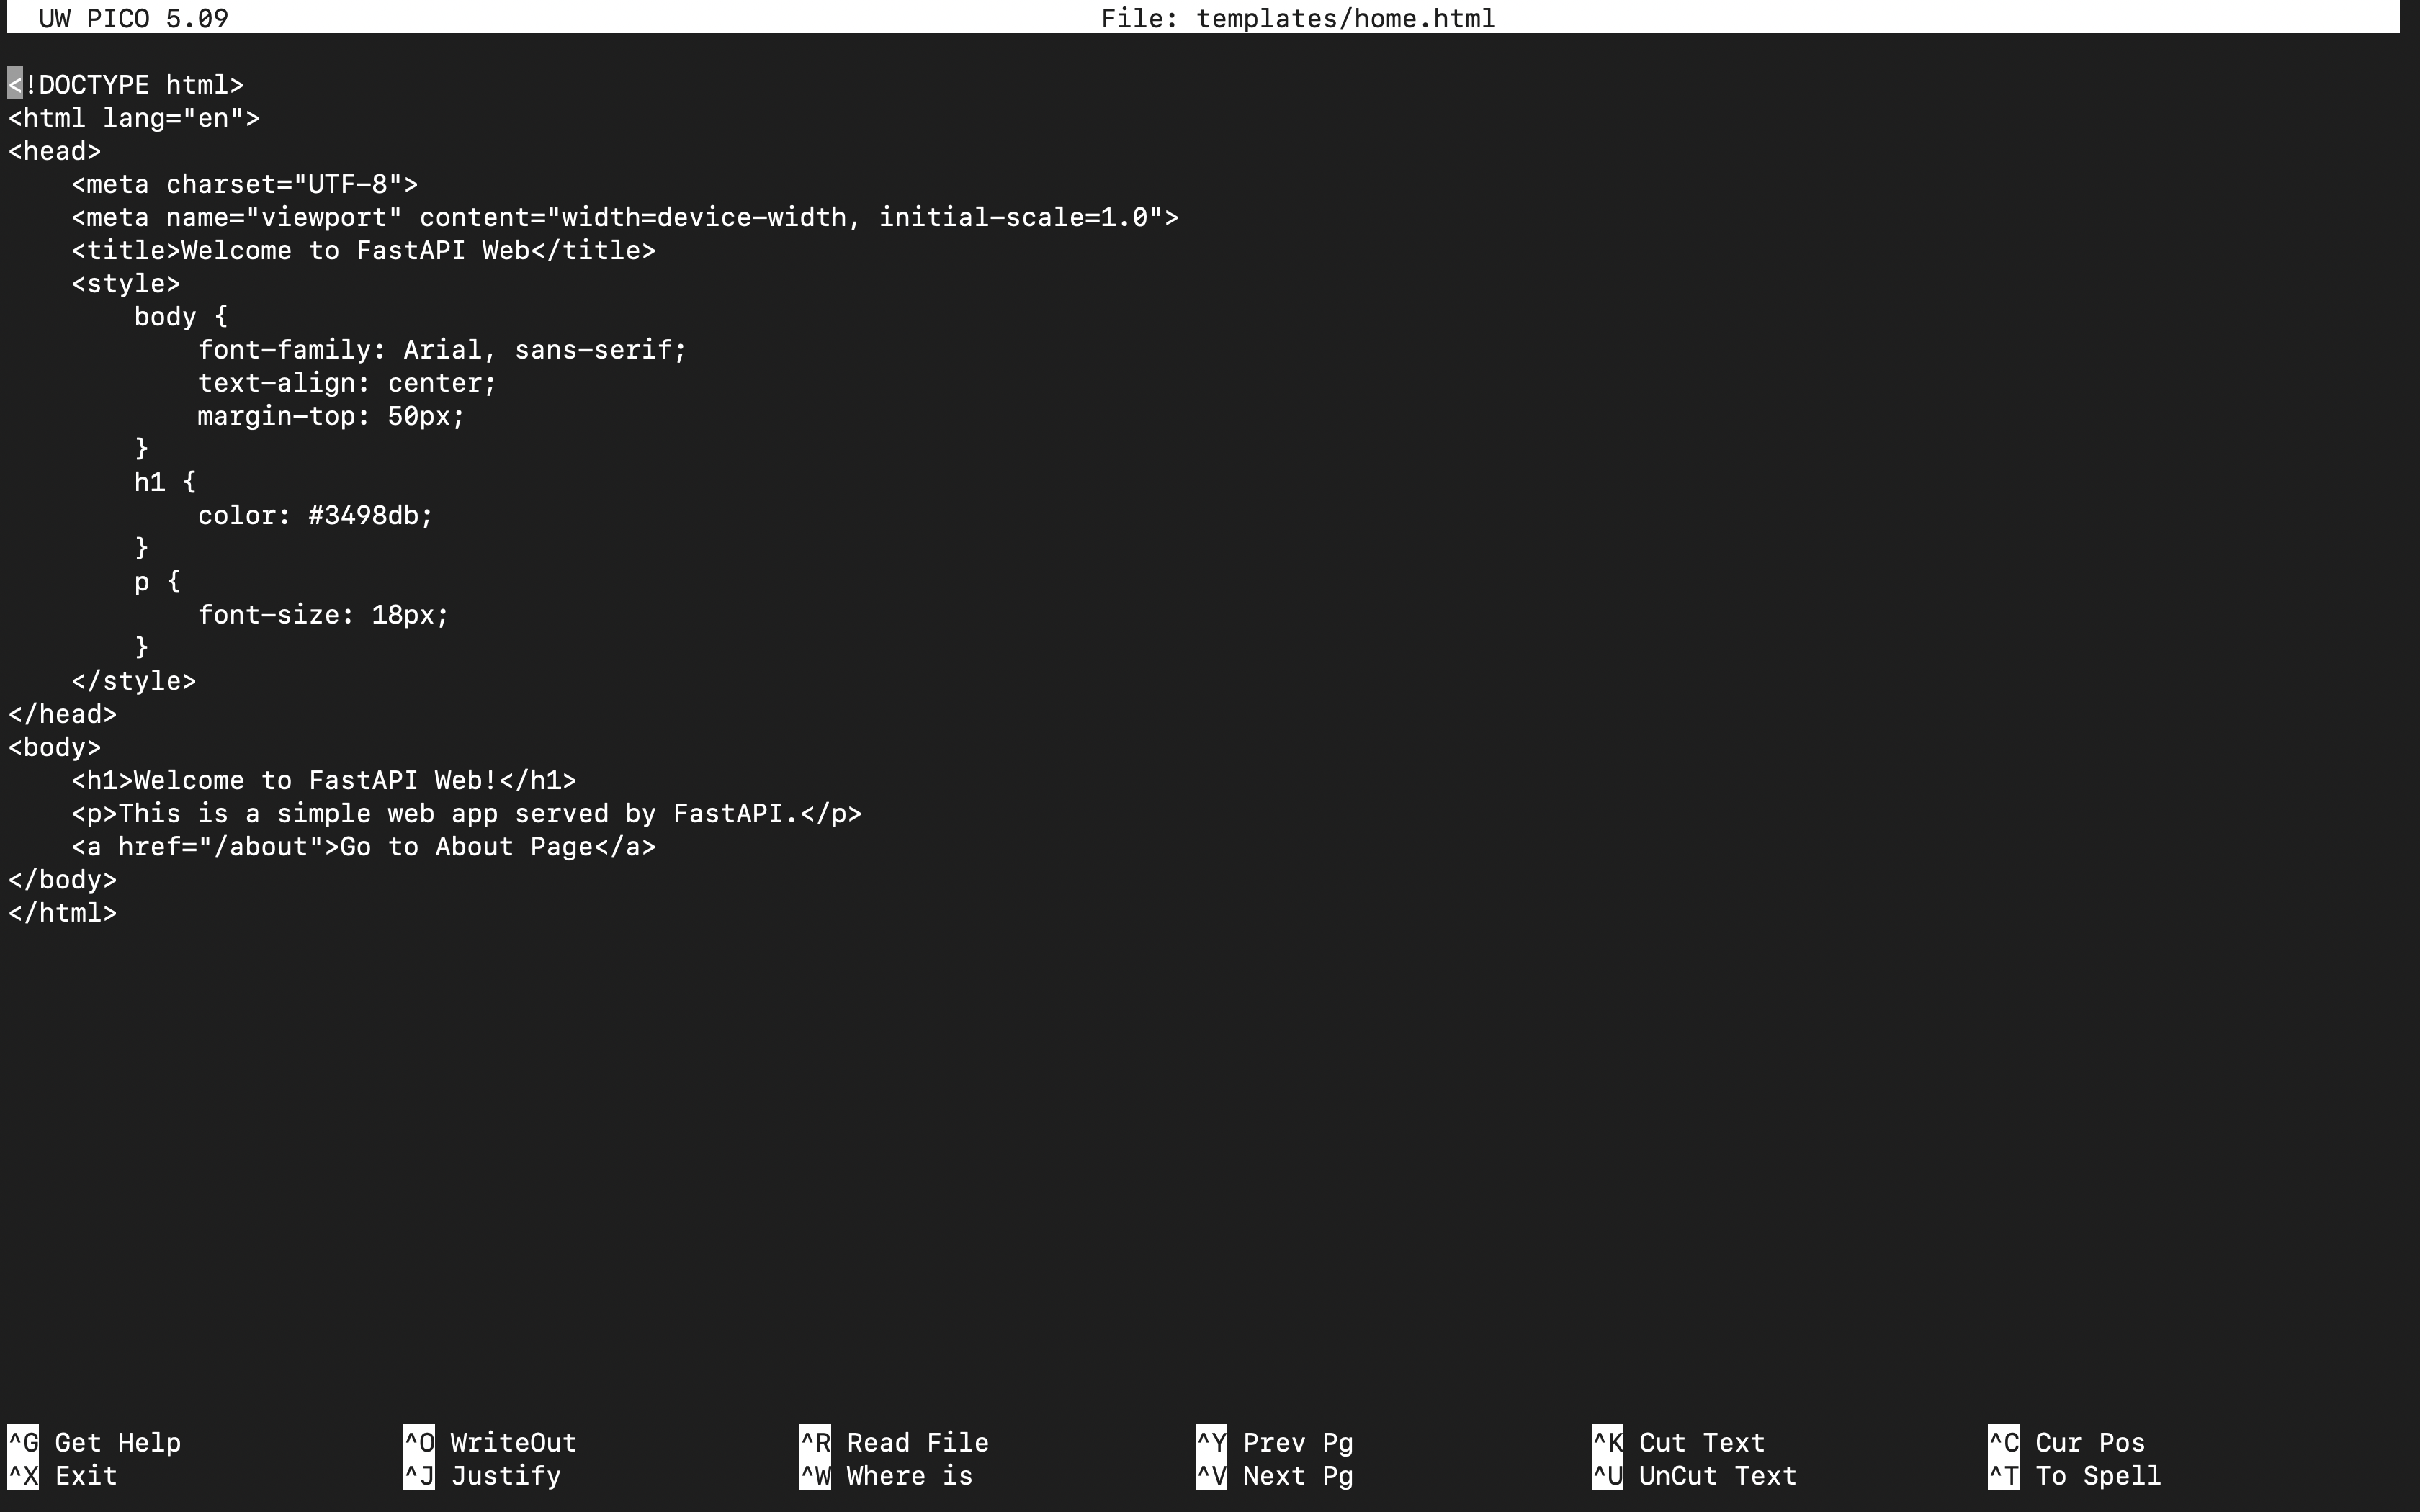 UW PICO 5.09 File: templates/home.html
<!DOCTYPE html>
<html lang="en">
<head>
    <meta charset="UTF-8">
    <meta name="viewport" content="width=device-width, initial-scale=1.0">
    <title>Welcome to FastAPI Web</title>
    <style>
        body {
            font-family: Arial, sans-serif;
            text-align: center;
            margin-top: 50px;
        }
        h1 {
            color: #3498db;
        }
        p {
            font-size: 18px;
        }
    </style>
</head>
<body>
    <h1>Welcome to FastAPI Web!</h1>
    <p>This is a simple web app served by FastAPI.</p>
    <a href="/about">Go to About Page</a>
</body>
</html>
^G Get Help ^O WriteOut ^R Read File ^Y Prev Pg ^K Cut Text ^C Cur Pos
^X Exit ^J Justify ^W Where is ^V Next Pg ^U UnCut Text ^T To Spell